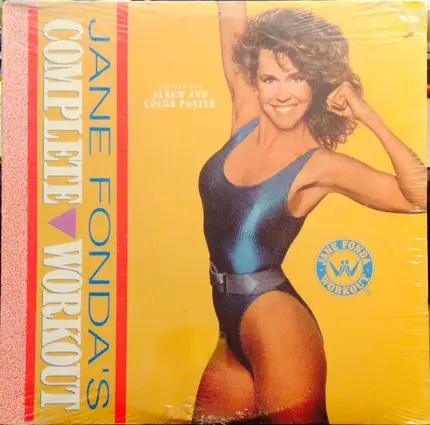 JANE FONDA'S
COMPLETE WORKOUT
ALBUM AND
COLOR POSTER
JANE FONDA
WORKOUT